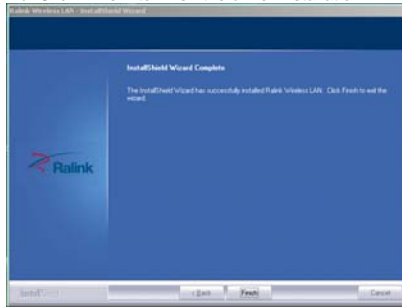 Ralink Wireless LAN - InstallShield Wizard
InstallShield Wizard Complete
The InstallShield Wizard has successfully installed Ralink Wireless LAN. Click Finish to exit the
wizard.
Ralink
InstallShield
< Back
Finish
Cancel